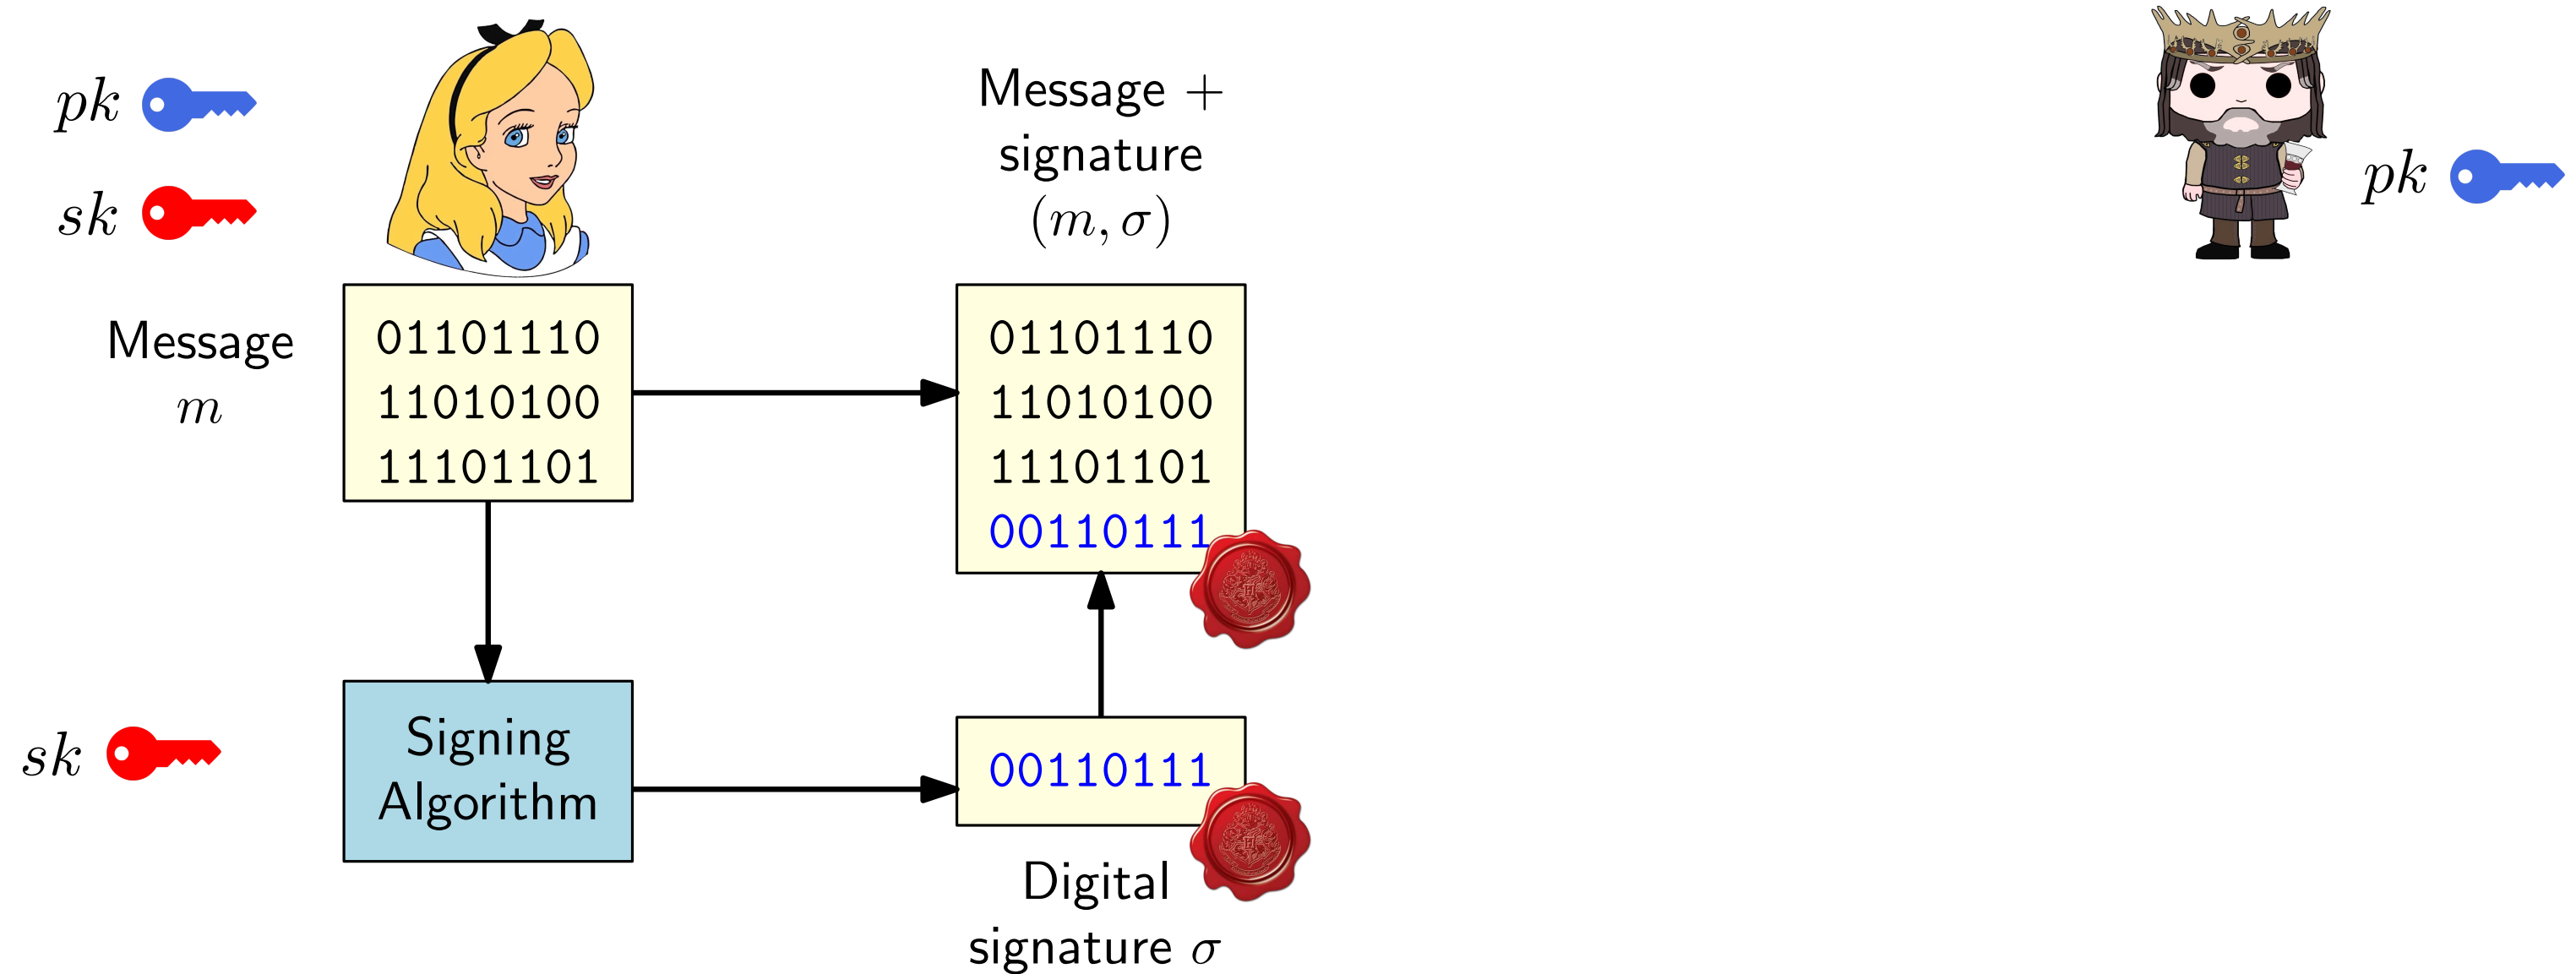 pk
sk
Message +
signature
(m, σ)
pk
Message
m
01101110
11010100
11101101
01101110
11010100
11101101
00110111
sk
Signing
Algorithm
00110111
Digital
signature σ